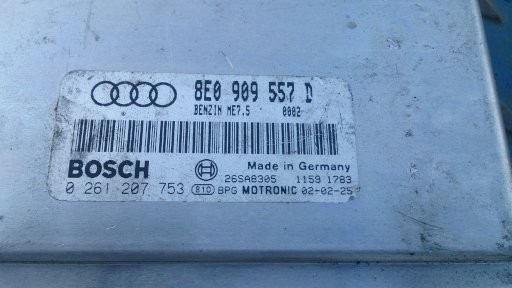 8E0 909 557 D
BENZIN ME7.5 0002
BOSCH
Made in Germany
26SA8305 1159 1783
0 261 207 753 810 BPG MOTRONIC 02-02-25